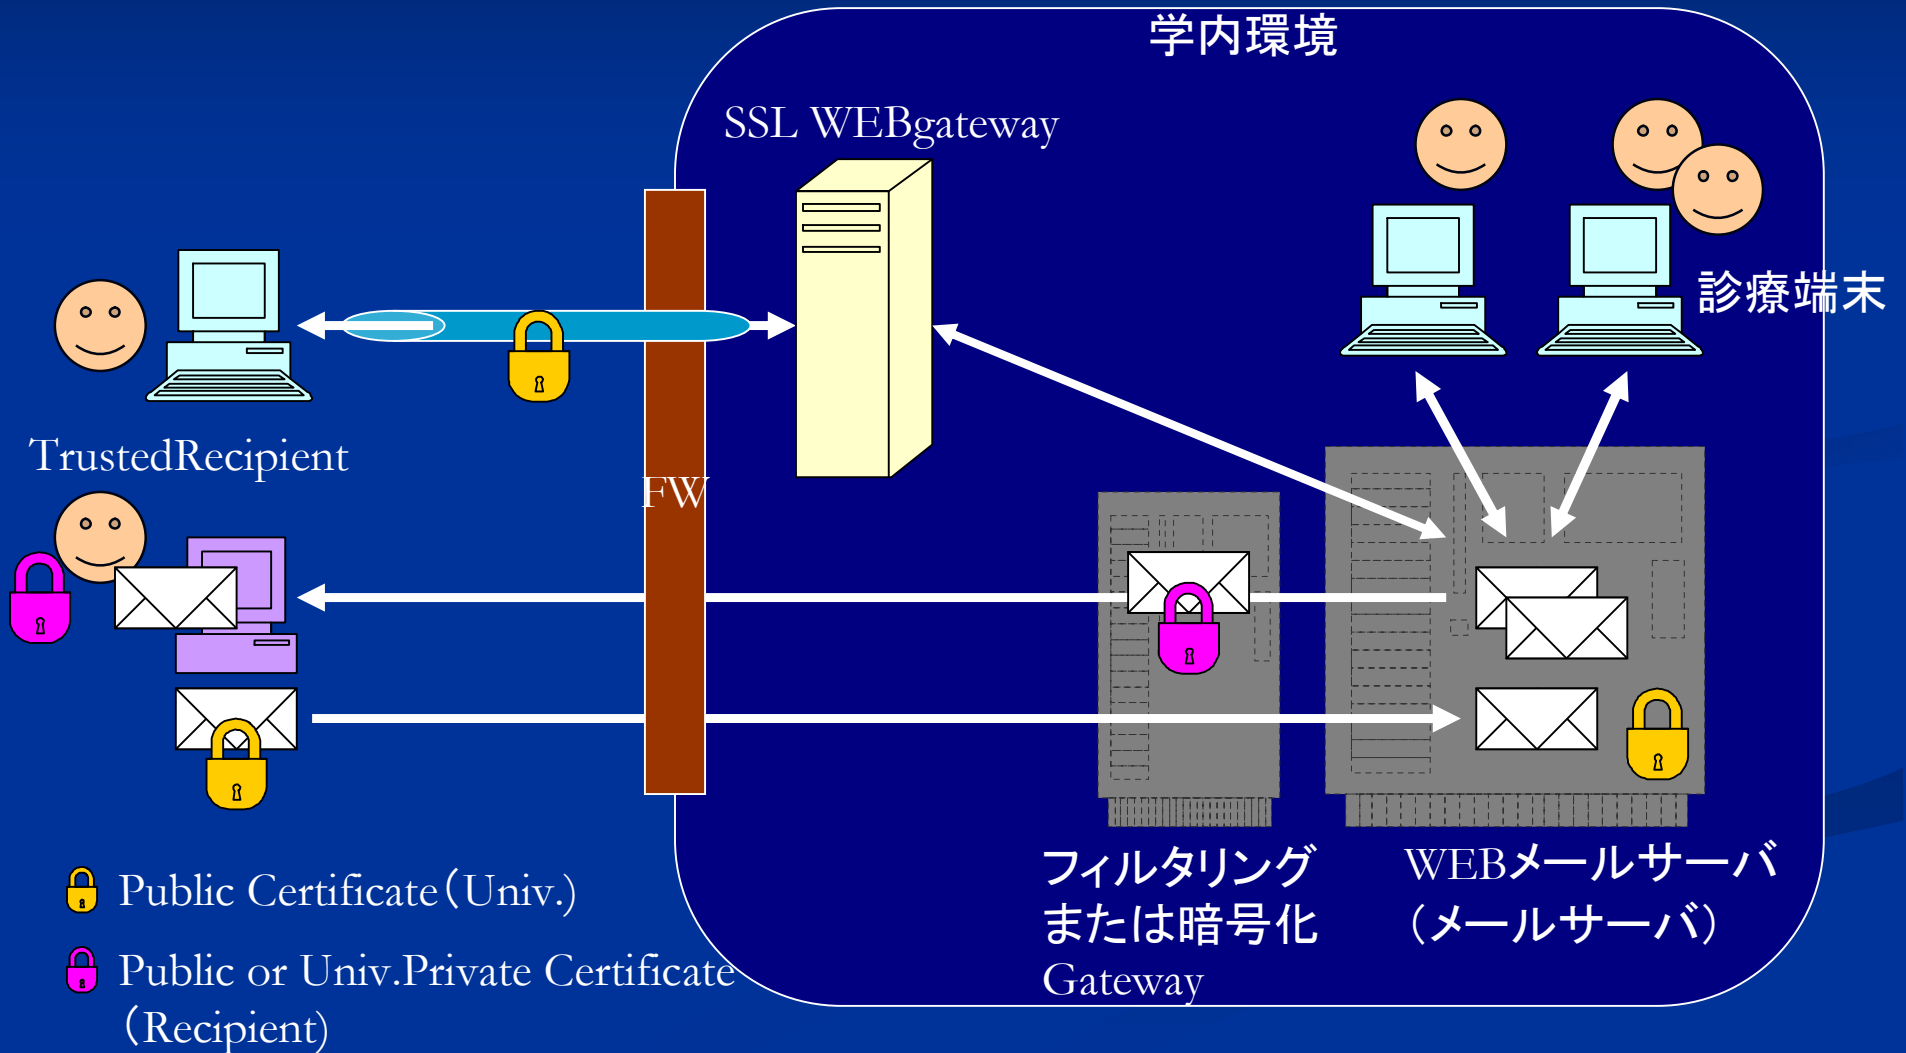 学内環境
SSL WEBgateway
診療端末
TrustedRecipient
FW
フィルタリング
または暗号化
Gateway
WEBメールサーバ
（メールサーバ）
Public Certificate（Univ.)
Public or Univ.Private Certificate
（Recipient)